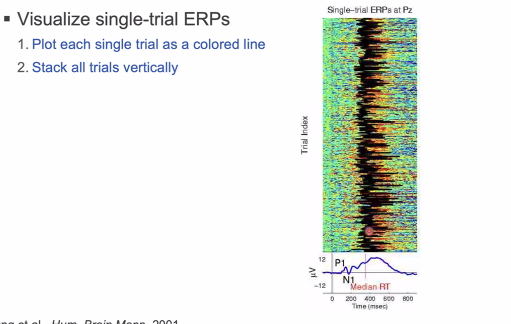 ▪ Visualize single-trial ERPs
1. Plot each single trial as a colored line
2. Stack all trials vertically
Single-trial ERPs at Pz
Trial Index
12
μV
-12
P1
N1
Median RT
0 200 400 600 800
Time (msec)
et al., Hum. Brain Mapp. 2001